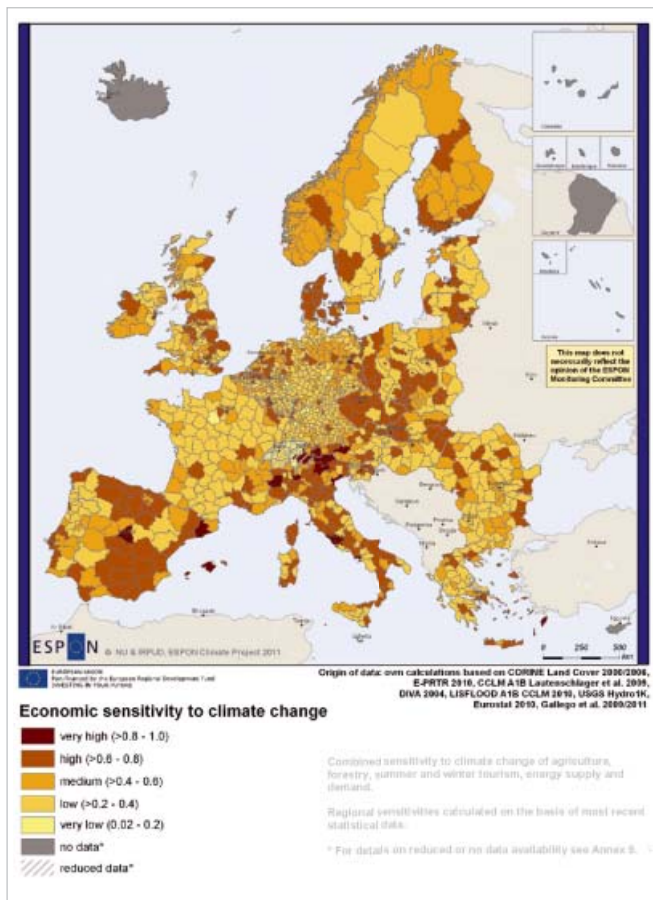 This map does not
necessarily reflect the
opinion of the ESPON
Monitoring Committee
ESPON
© NU & IRPUD, ESPON Climate Project 2011
0 250 500
km
EUROPEAN UNION
Part-financed by the European Regional Development Fund
INVESTING IN YOUR FUTURE
Origin of data: own calculations based on CORINE Land Cover 2000/2006,
E-PRTR 2010, CCLM A1B Lautenschlager et al. 2009,
DIVA 2004, LISFLOOD A1B CCLM 2010, USGS Hydro1K,
Eurostat 2010, Gallego et al. 2009/2011
Economic sensitivity to climate change
very high (>0.8 - 1.0)
high (>0.6 - 0.8)
medium (>0.4 - 0.6)
low (>0.2 - 0.4)
very low (0.02 - 0.2)
no data*
reduced data*
Combined sensitivity to climate change of agriculture,
forestry, summer and winter tourism, energy supply and
demand.
Regional sensitivities calculated on the basis of most recent
statistical data.
* For details on reduced or no data availability see Annex 9.